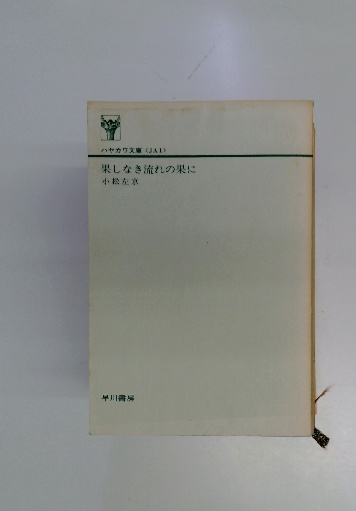 ハヤカワ文庫〈JA1〉
果しなき流れの果に
小松左京
早川書房